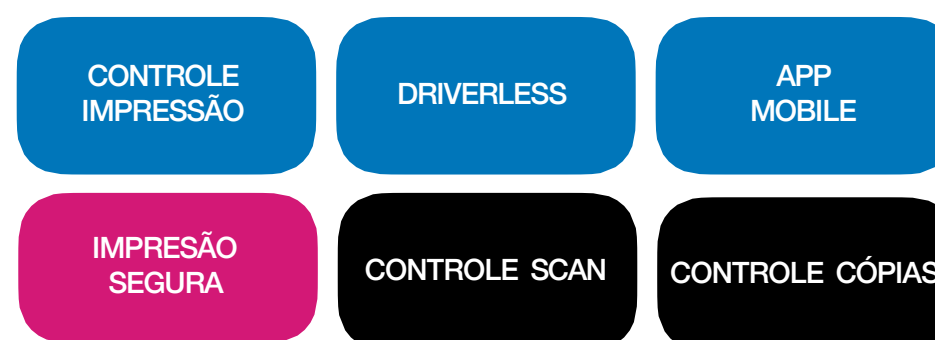 CONTROLE
IMPRESSÃO
DRIVERLESS
APP
MOBILE
IMPRESÃO
SEGURA
CONTROLE SCAN
CONTROLE CÓPIAS